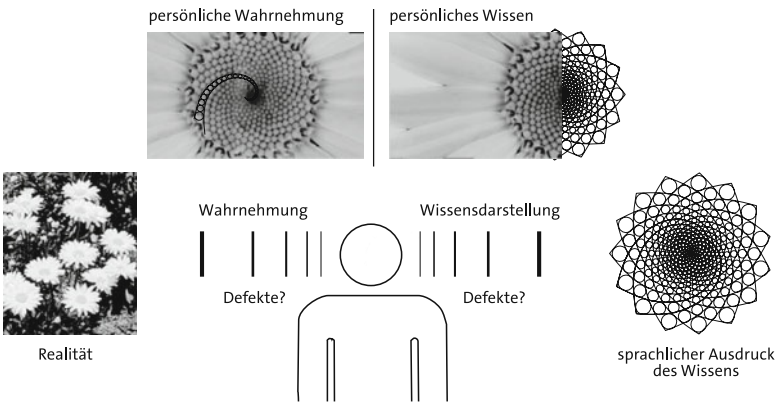 persönliche Wahrnehmung
persönliches Wissen
Wahrnehmung
Wissensdarstellung
Defekte?
Defekte?
Realität
sprachlicher Ausdruck
des Wissens